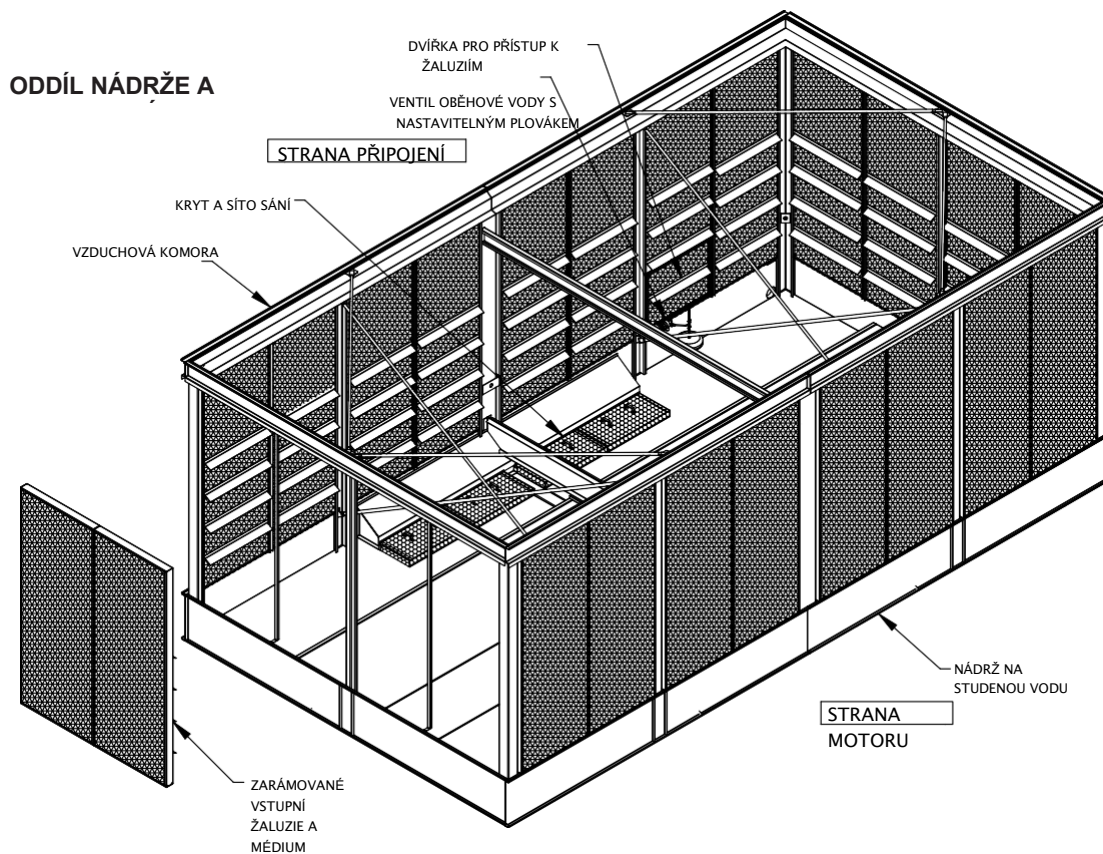 ODDÍL NÁDRŽE A
DVÍŘKA PRO PŘÍSTUP K
ŽALUZIÍM
VENTIL OBĚHOVÉ VODY S
NASTAVITELNÝM PLOVÁKEM
STRANA PŘIPOJENÍ
KRYT A SÍTO SÁNÍ
VZDUCHOVÁ KOMORA
NÁDRŽ NA
STUDENOU VODU
STRANA
MOTORU
ZARÁMOVANÉ
VSTUPNÍ
ŽALUZIE A
MÉDIUM